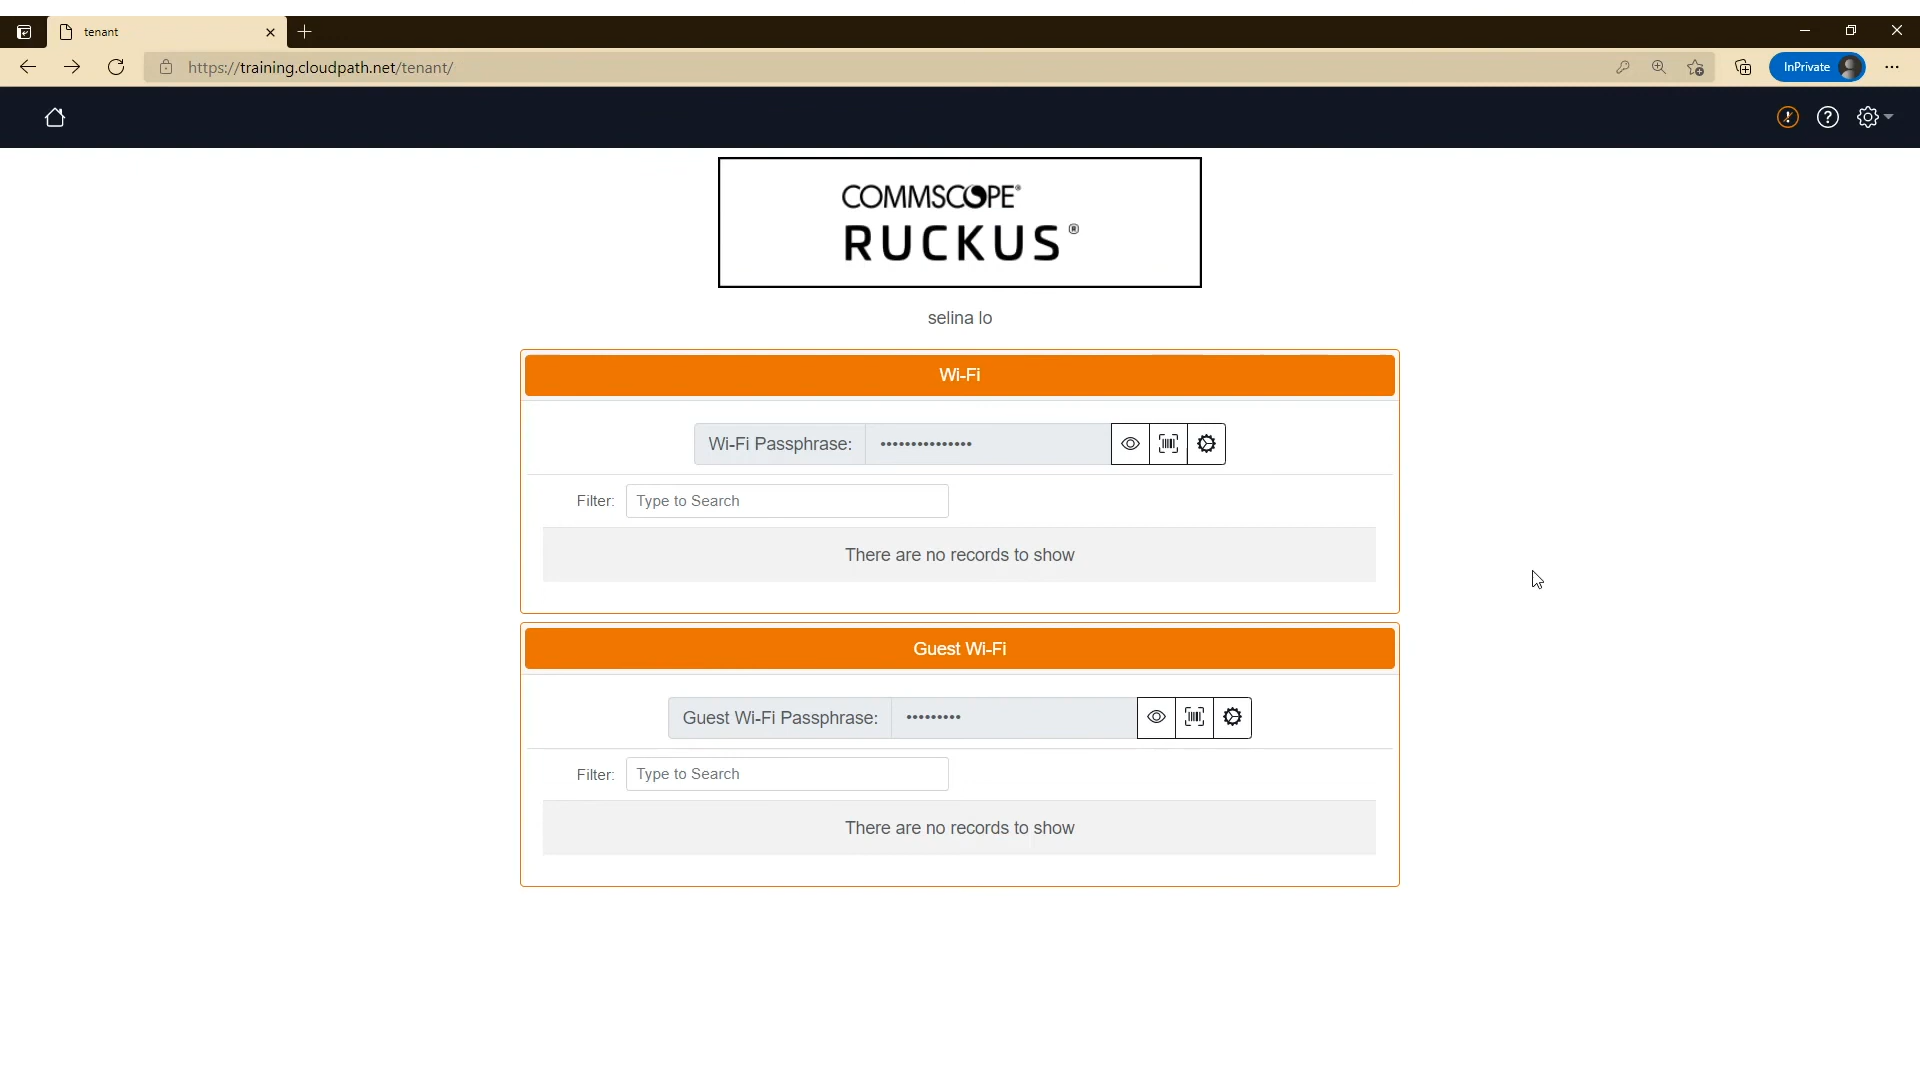 tenant
https://training.cloudpath.net/tenant/
InPrivate
COMMSCOPE®
RUCKUS®
selina lo
Wi-Fi
Wi-Fi Passphrase: •••••••••••••••
Filter: Type to Search
There are no records to show
Guest Wi-Fi
Guest Wi-Fi Passphrase: •••••••••
Filter: Type to Search
There are no records to show